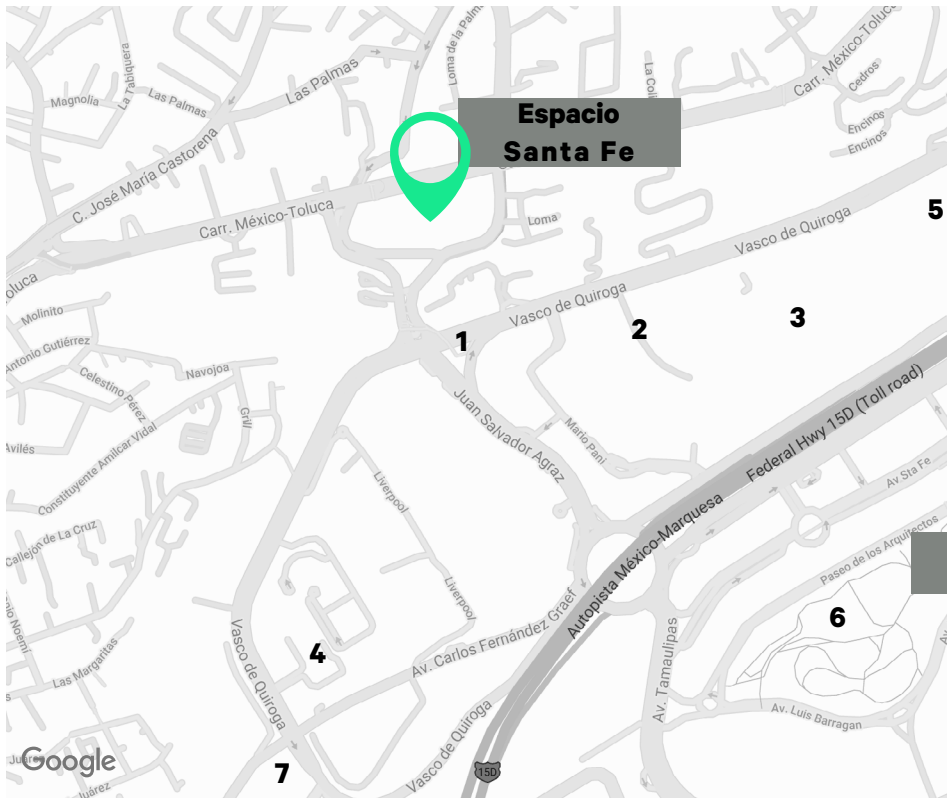 Loma de la Palma
La Tabiquera
Las Palmas
Magnolia
Las Palmas
Carr. México-Toluca
Cedros
Encinos
Encinos
Espacio
Santa Fe
C. José María Castorena
Carr. México-Toluca
Loma
Vasco de Quiroga
5
Vasco de Quiroga
Molinito
Antonio Gutiérrez
Celestino Pérez
Navojoa
Grill
1
2
3
Juan Salvador Agraz
Mario Pani
Federal Hwy 15D (Toll road)
Av Sta Fe
Avilés
Constituyente Amilcar Vidal
Callejón de La Cruz
Liverpool
Liverpool
Autopista México-Marquesa
Paseo de los Arquitectos
6
4
Las Margaritas
Vasco de Quiroga
Av. Carlos Fernández Graef
Av. Tamaulipas
Av. Luis Barragan
Vasco de Quiroga
Google
Juárez
7
15D